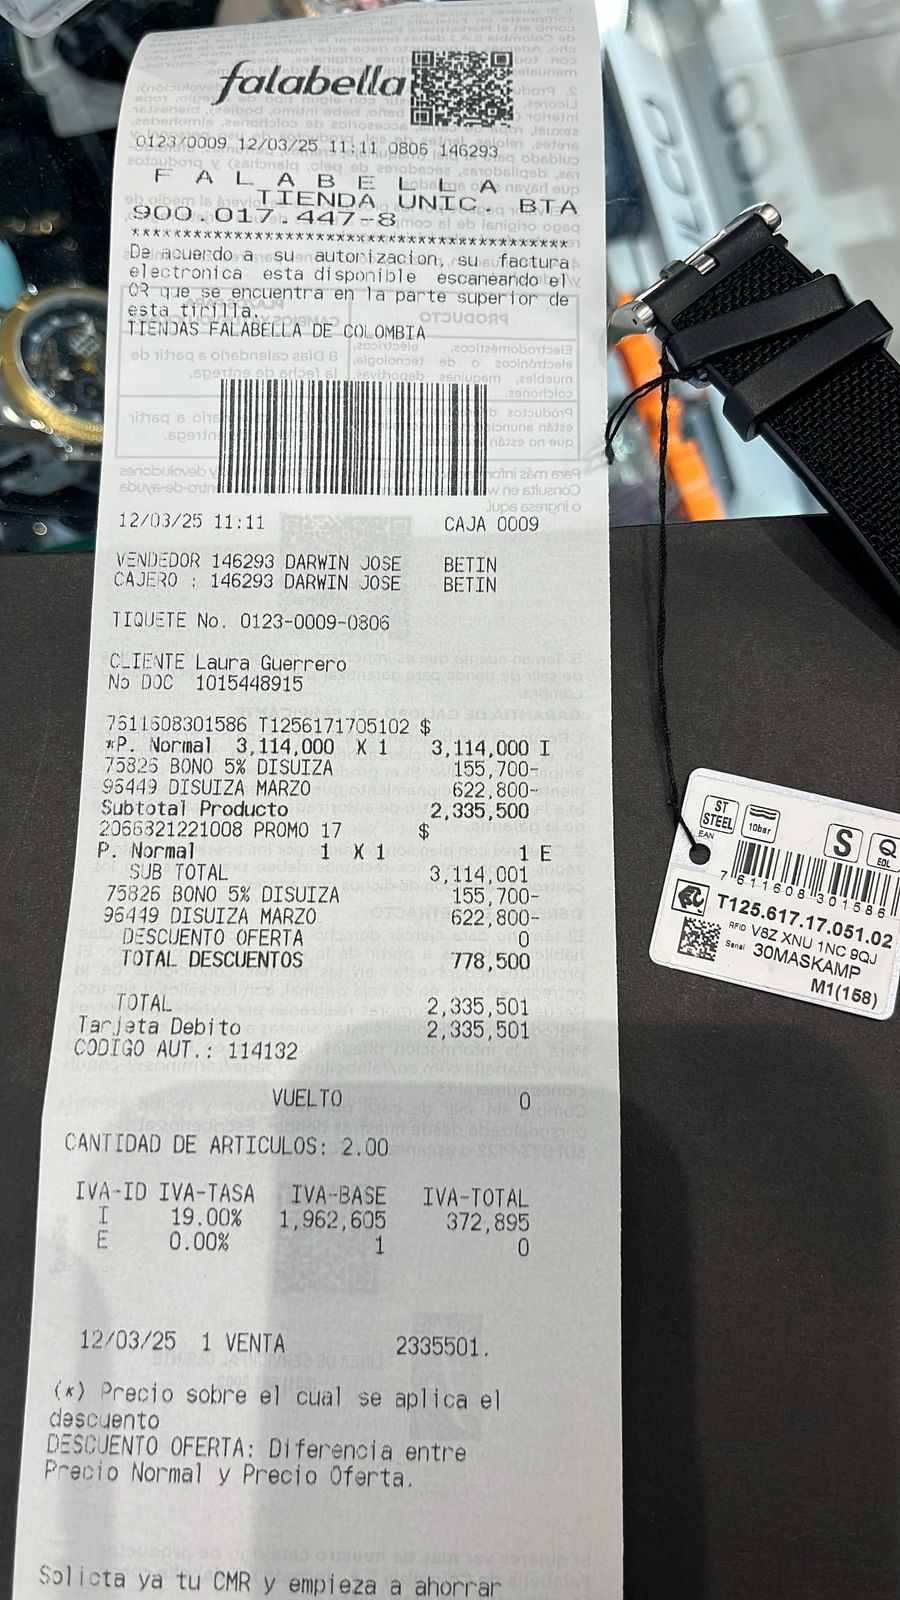 falabella
0123/0009 12/03/25 11:11 0806 146293
F A L A B E L L A
TIENDA UNIC. BTA
900.017.447-8
********************************************
De acuerdo a su autorizacion, su factura
electronica esta disponible escaneando el
QR que se encuentra en la parte superior de
esta tirilla.
TIENDAS FALABELLA DE COLOMBIA
12/03/25 11:11 CAJA 0009
VENDEDOR 146293 DARWIN JOSE BETIN
CAJERO : 146293 DARWIN JOSE BETIN
TIQUETE No. 0123-0009-0806
CLIENTE Laura Guerrero
No DOC 1015448915
7611608301586 T1256171705102 $
*P. Normal 3,114,000 X 1 3,114,000 I
75826 BONO 5% DISUIZA 155,700-
96449 DISUIZA MARZO 622,800-
Subtotal Producto 2,335,500
2066821221008 PROMO 17 $
P. Normal 1 X 1 1 E
SUB TOTAL 3,114,001
75826 BONO 5% DISUIZA 155,700-
96449 DISUIZA MARZO 622,800-
DESCUENTO OFERTA 0
TOTAL DESCUENTOS 778,500
TOTAL 2,335,501
Tarjeta Debito 2,335,501
CODIGO AUT.: 114132
VUELTO 0
CANTIDAD DE ARTICULOS: 2.00
IVA-ID IVA-TASA IVA-BASE IVA-TOTAL
I 19.00% 1,962,605 372,895
E 0.00% 1 0
12/03/25 1 VENTA 2335501.
(*) Precio sobre el cual se aplica el
descuento
DESCUENTO OFERTA: Diferencia entre
Precio Normal y Precio Oferta.
Solicta ya tu CMR y empieza a ahorrar
ST
STEEL
10bar
S
Q
EOL
EAN
7 611608 301586
T125.617.17.051.02
RFID V8Z XNU 1NC 9QJ
Serial 30MASKAMP
M1(158)